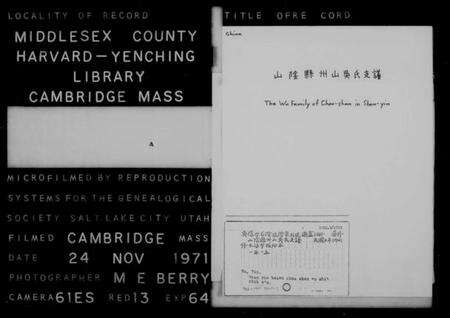 LOCALITY OF RECORD
MIDDLESEX COUNTY
HARVARD-YENCHING
LIBRARY
CAMBRIDGE MASS
A
MICROFILMED BY REPRODUCTION
SYSTEMS FOR THE GENEALOGICAL
SOCIETY SALT LAKE CITY UTAH
FILMED CAMBRIDGE MASS
DATE 24 NOV 1971
PHOTOGRAPHER M E BERRY
CAMERA 61ES RED 13 EXP 64
TITLE OF RE CORD
China
山陰縣州山吳氏支譜
The Wu Family of Chou-shan in Shan-yin